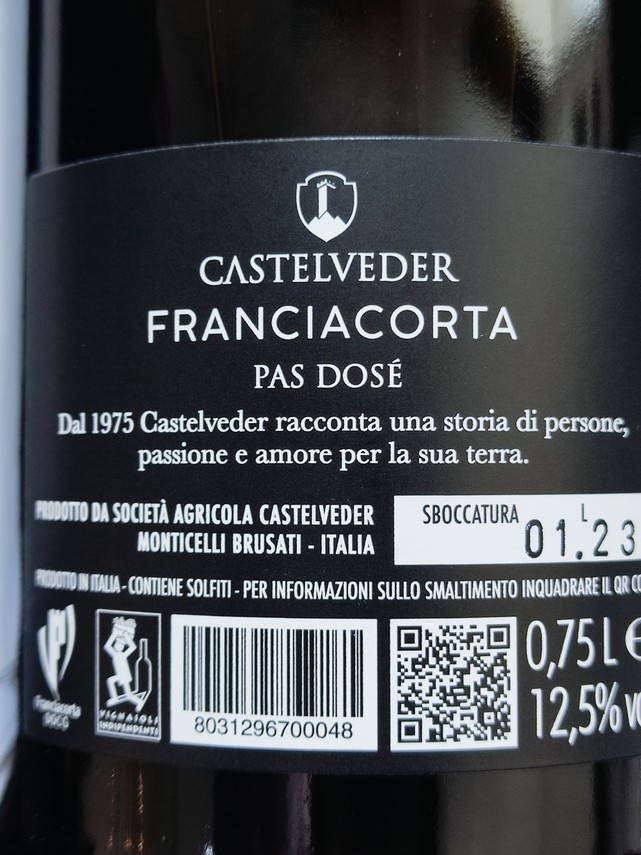 CASTELVEDER
FRANCIACORTA
PAS DOSÉ
Dal 1975 Castelveder racconta una storia di persone,
passione e amore per la sua terra.
PRODOTTO DA SOCIETÀ AGRICOLA CASTELVEDER
MONTICELLI BRUSATI - ITALIA
SBOCCATURA L
01.23
PRODOTTO IN ITALIA - CONTIENE SOLFITI - PER INFORMAZIONI SULLO SMALTIMENTO INQUADRARE IL QR
Franciacorta
DOCG
VIGNAIOLI
INDIPENDENTI
8031296700048
0,75 L e
12,5%